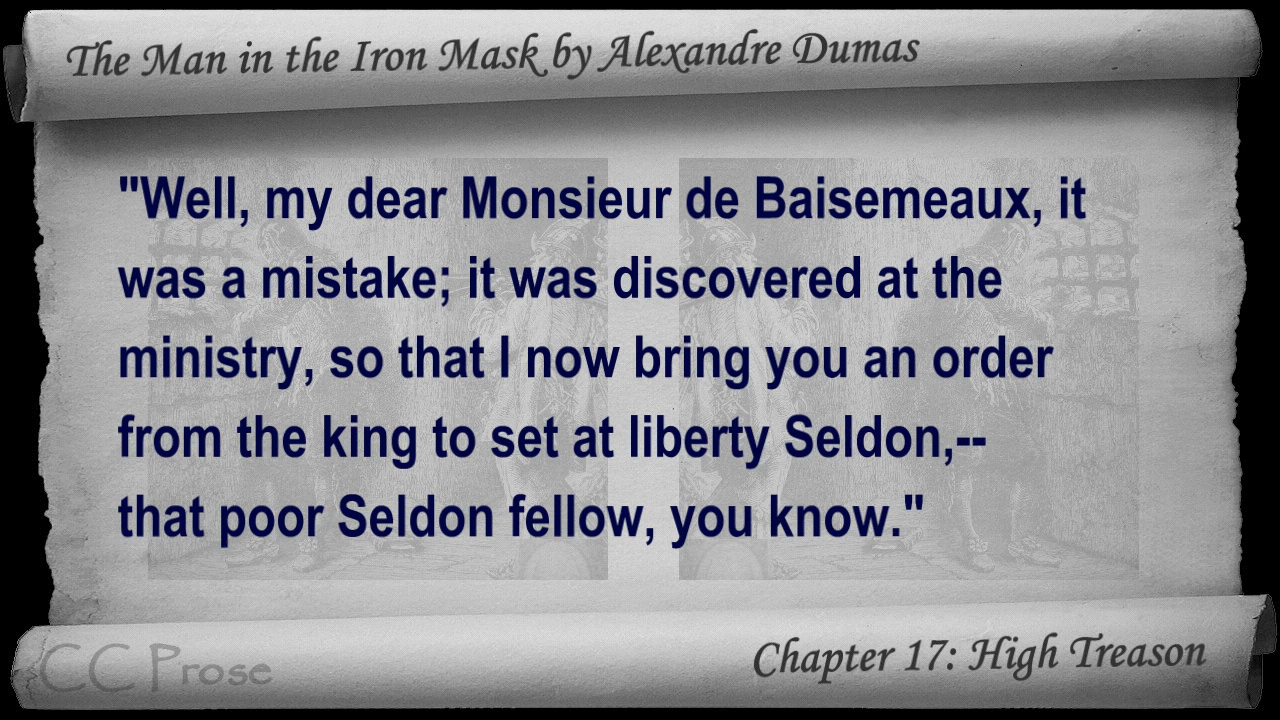 The Man in the Iron Mask by Alexandre Dumas
"Well, my dear Monsieur de Baisemeaux, it
was a mistake; it was discovered at the
ministry, so that I now bring you an order
from the king to set at liberty Seldon,--
that poor Seldon fellow, you know."
CC Prose
Chapter 17: High Treason